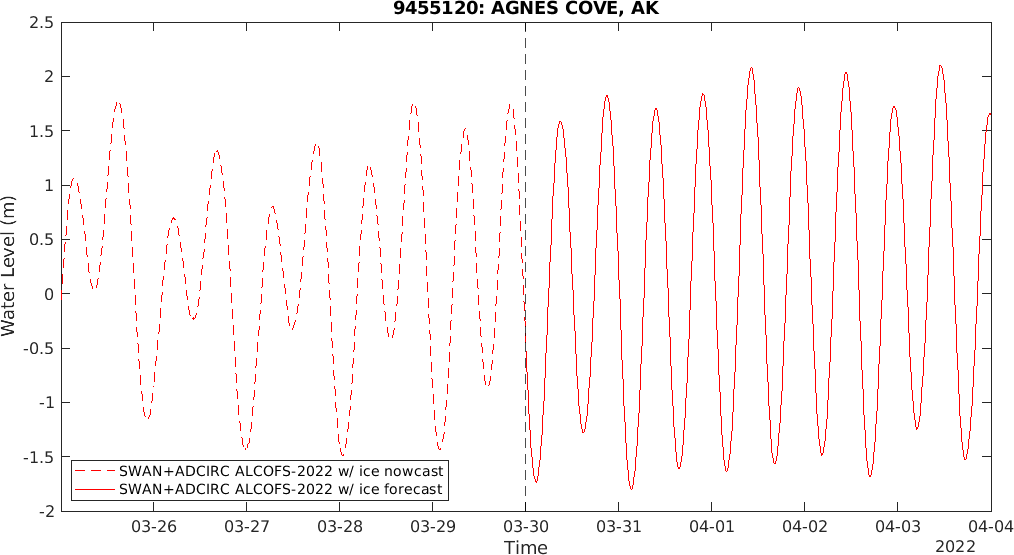 9455120: AGNES COVE, AK
2.5
2
1.5
1
0.5
0
-0.5
-1
-1.5
-2
Water Level (m)
SWAN+ADCIRC ALCOFS-2022 w/ ice nowcast
SWAN+ADCIRC ALCOFS-2022 w/ ice forecast
03-26 03-27 03-28 03-29 03-30 03-31 04-01 04-02 04-03 04-04
Time
2022